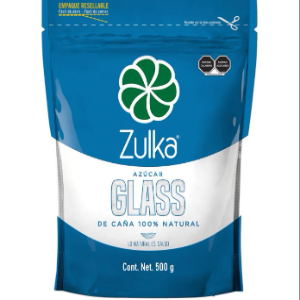 EMPAQUE RESELLABLE
Zulka®
AZÚCAR
GLASS
DE CAÑA 100% NATURAL
LO NATURAL ES SALUD
Cont. Net. 500 g